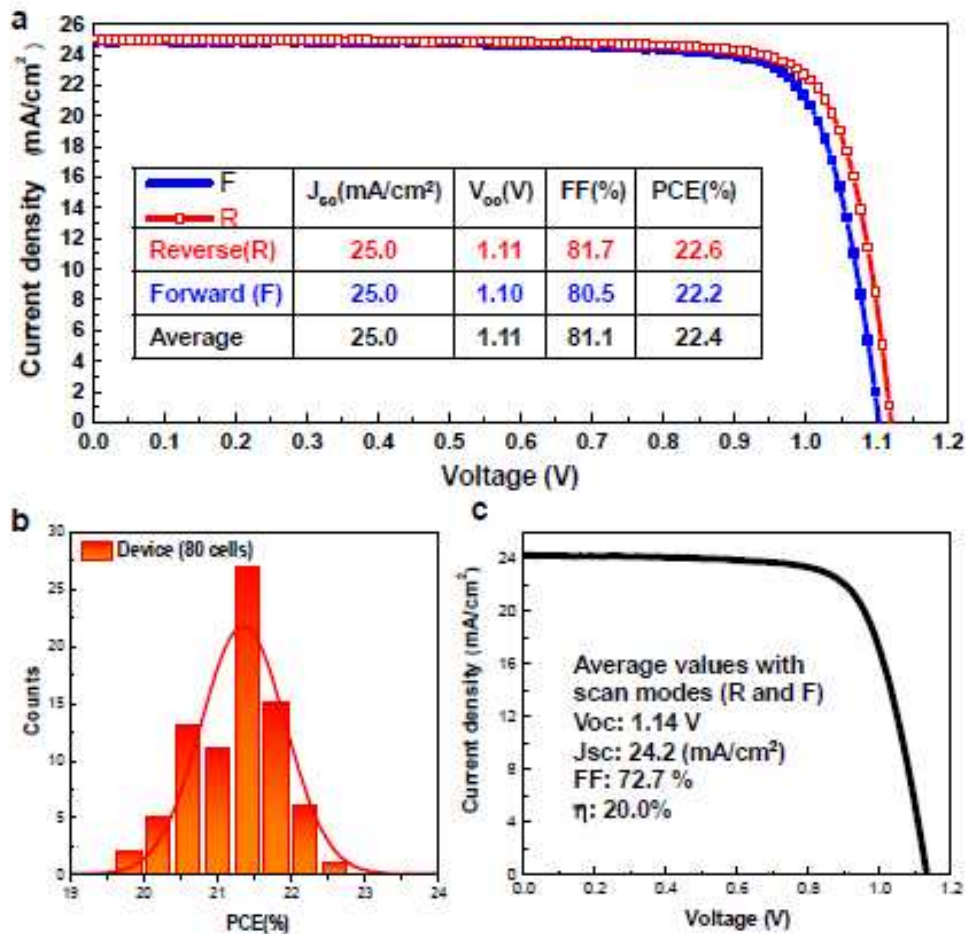 a
26
24
22
20
18
16
14
12
10
8
6
4
2
0
Current density (mA/cm²)
F
R
J₍sc₎(mA/cm²) V₍oc₎(V) FF(%) PCE(%)
Reverse(R) 25.0 1.11 81.7 22.6
Forward (F) 25.0 1.10 80.5 22.2
Average 25.0 1.11 81.1 22.4
0.0 0.1 0.2 0.3 0.4 0.5 0.6 0.7 0.8 0.9 1.0 1.1 1.2
Voltage (V)
b
30
25
20
15
10
5
0
Counts
Device (80 cells)
19 20 21 22 23 24
PCE(%)
c
24
20
16
12
8
4
0
Current density (mA/cm²)
Average values with
scan modes (R and F)
Voc: 1.14 V
Jsc: 24.2 (mA/cm²)
FF: 72.7 %
η: 20.0%
0.0 0.2 0.4 0.6 0.8 1.0 1.2
Voltage (V)